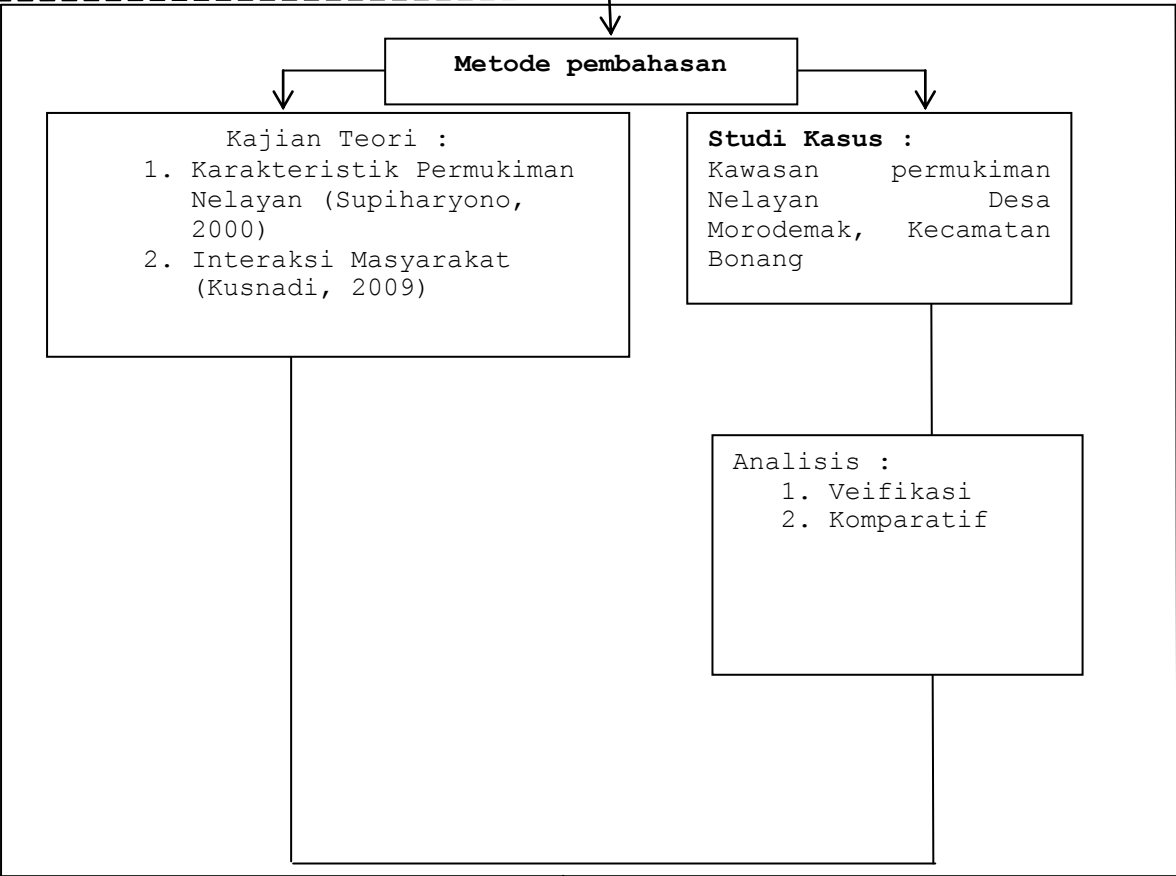 Metode pembahasan
Kajian Teori :
1. Karakteristik Permukiman
Nelayan (Supiharyono,
2000)
2. Interaksi Masyarakat
(Kusnadi, 2009)
Studi Kasus :
Kawasan permukiman
Nelayan Desa
Morodemak, Kecamatan
Bonang
Analisis :
1. Veifikasi
2. Komparatif